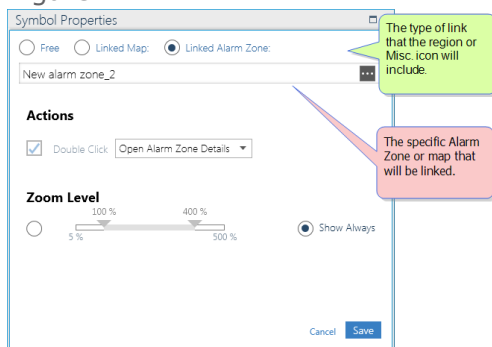 Symbol Properties
Free
Linked Map:
Linked Alarm Zone:
New alarm zone_2
The type of link
that the region or
Misc. icon will
include.
Actions
Double Click
Open Alarm Zone Details
The specific Alarm
Zone or map that
will be linked.
Zoom Level
100 %
400 %
5 %
500 %
Show Always
Cancel
Save